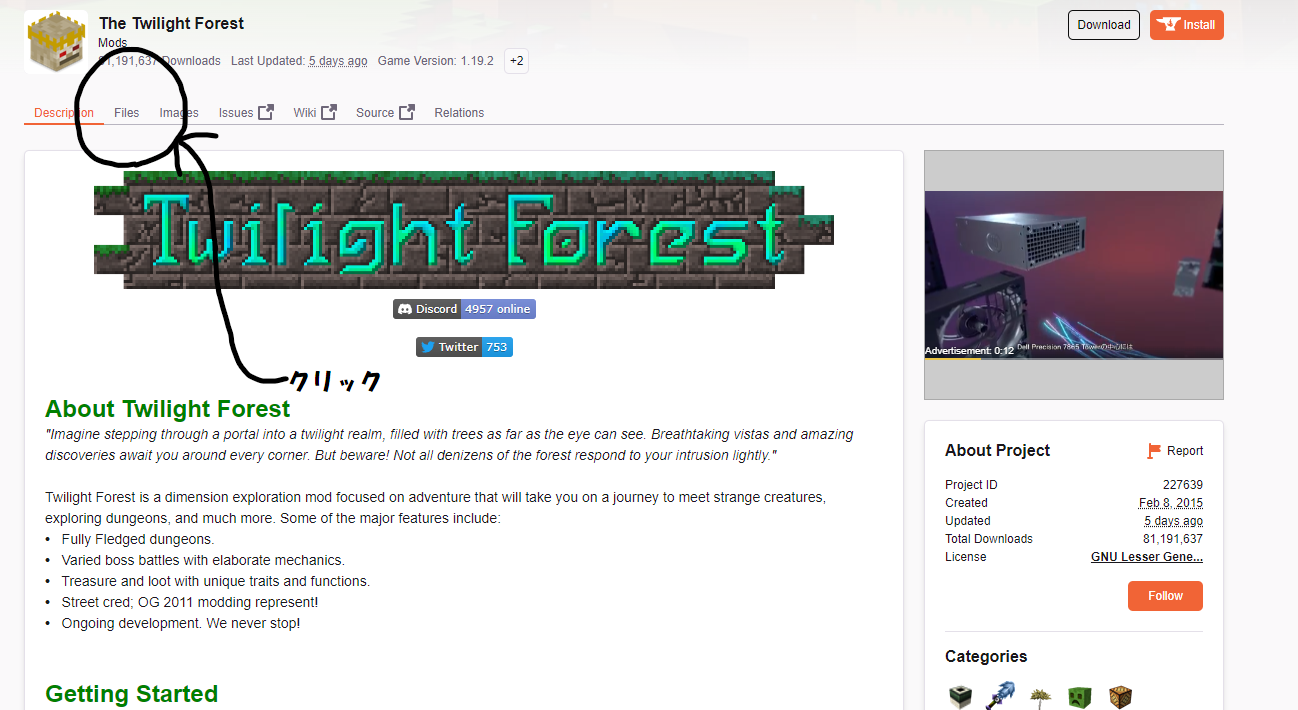 The Twilight Forest
Download
Install
Mods
81,191,637 Downloads Last Updated: 5 days ago Game Version: 1.19.2 +2
Description Files Images Issues Wiki Source Relations
Twilight Forest
Discord 4957 online
Twitter 753
クリック
About Twilight Forest
"Imagine stepping through a portal into a twilight realm, filled with trees as far as the eye can see. Breathtaking vistas and amazing
discoveries await you around every corner. But beware! Not all denizens of the forest respond to your intrusion lightly."
Twilight Forest is a dimension exploration mod focused on adventure that will take you on a journey to meet strange creatures,
exploring dungeons, and much more. Some of the major features include:
• Fully Fledged dungeons.
• Varied boss battles with elaborate mechanics.
• Treasure and loot with unique traits and functions.
• Street cred; OG 2011 modding represent!
• Ongoing development. We never stop!
Getting Started
Advertisement: 0:12
Dell Precision 7865 Tower
About Project
Report
Project ID 227639
Created Feb 8, 2015
Updated 5 days ago
Total Downloads 81,191,637
License GNU Lesser Gene...
Follow
Categories